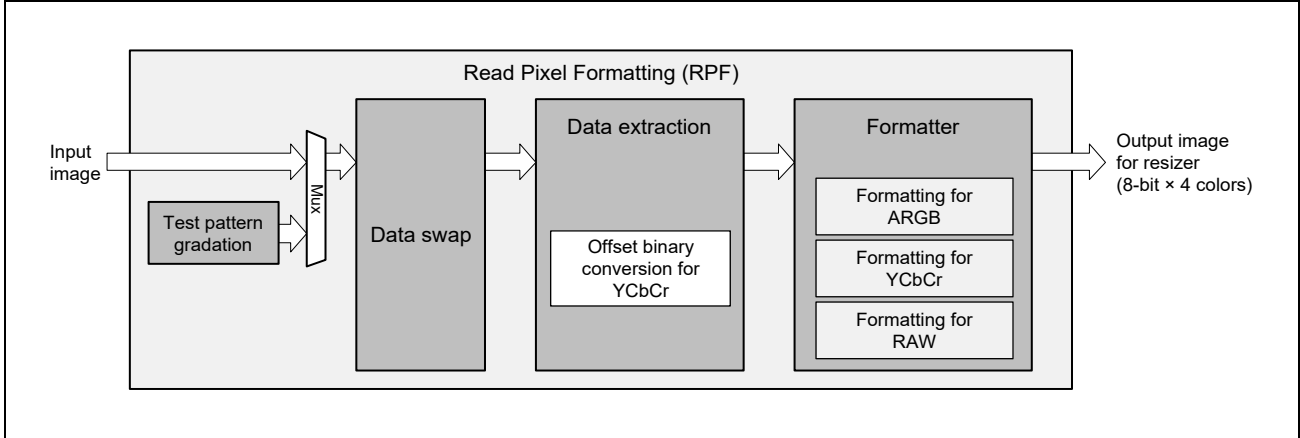 Read Pixel Formatting (RPF)
Input
image
Test pattern
gradation
Mux
Data swap
Data extraction
Offset binary
conversion for
YCbCr
Formatter
Formatting for
ARGB
Formatting for
YCbCr
Formatting for
RAW
Output image
for resizer
(8-bit × 4 colors)